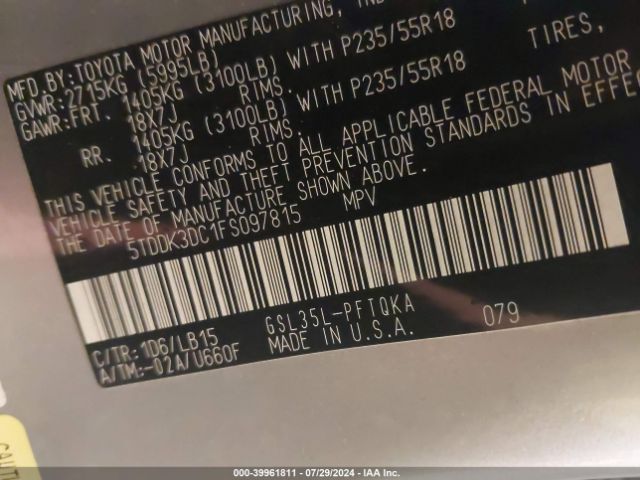 MFD. BY: TOYOTA MOTOR MANUFACTURING,
GVWR: 2715KG (5995LB)
GAWR: FRT. 1405KG (3100LB) WITH P235/55R18 TIRES,
18X7J RIMS.
RR. 1405KG (3100LB) WITH P235/55R18
18X7J RIMS.
THIS VEHICLE CONFORMS TO ALL APPLICABLE FEDERAL MOTOR
VEHICLE SAFETY AND THEFT PREVENTION STANDARDS IN
THE DATE OF MANUFACTURE SHOWN ABOVE.
5TDDK3DC1FS097815 MPV
C/TR: 1D6/LB15 GSL35L-PFTQKA 079
A/TM:-02A/U660F MADE IN U.S.A.
000-39961811 - 07/29/2024 - IAAI.CA